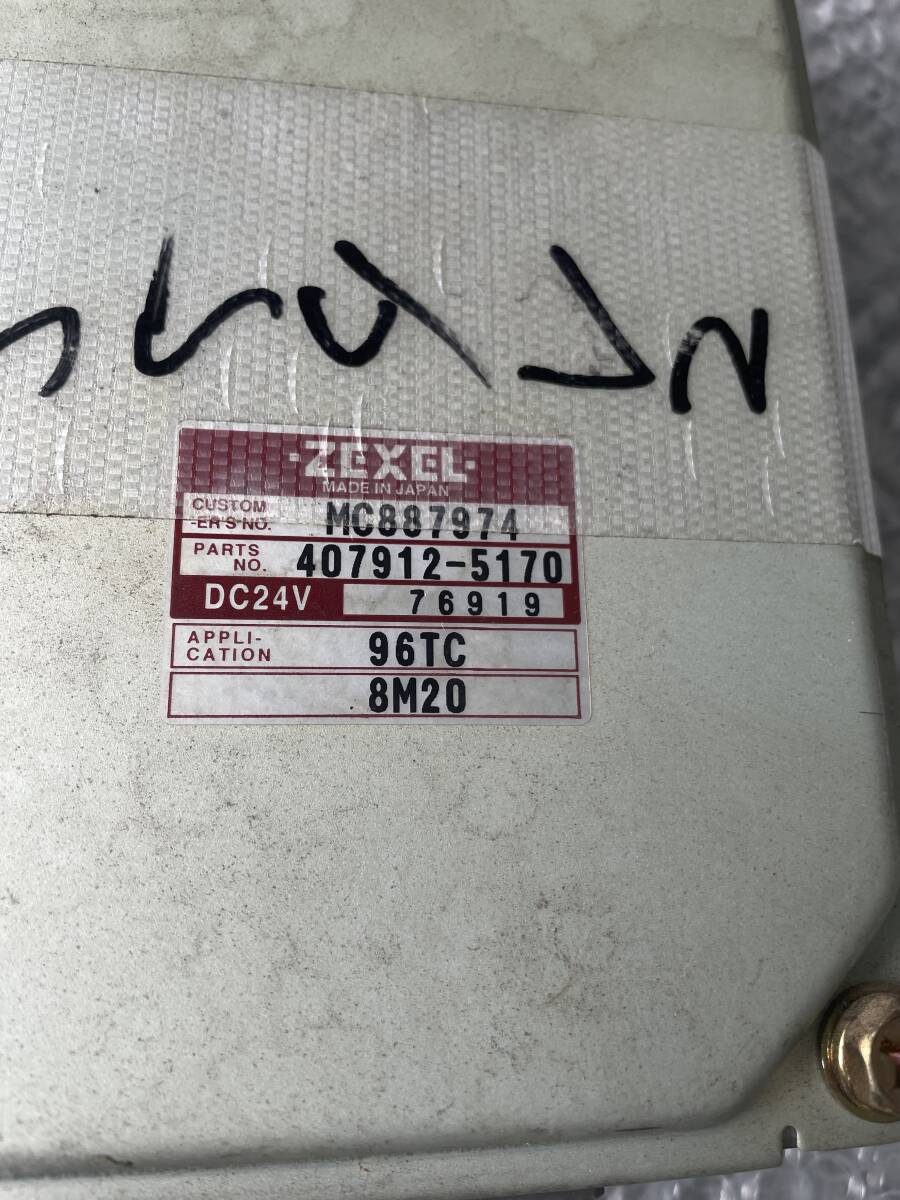 ·ZEXEL·
MADE IN JAPAN
CUSTOM
-ER'S NO. MC887974
PARTS
NO. 407912-5170
DC24V 76919
APPLI-
CATION 96TC
8M20